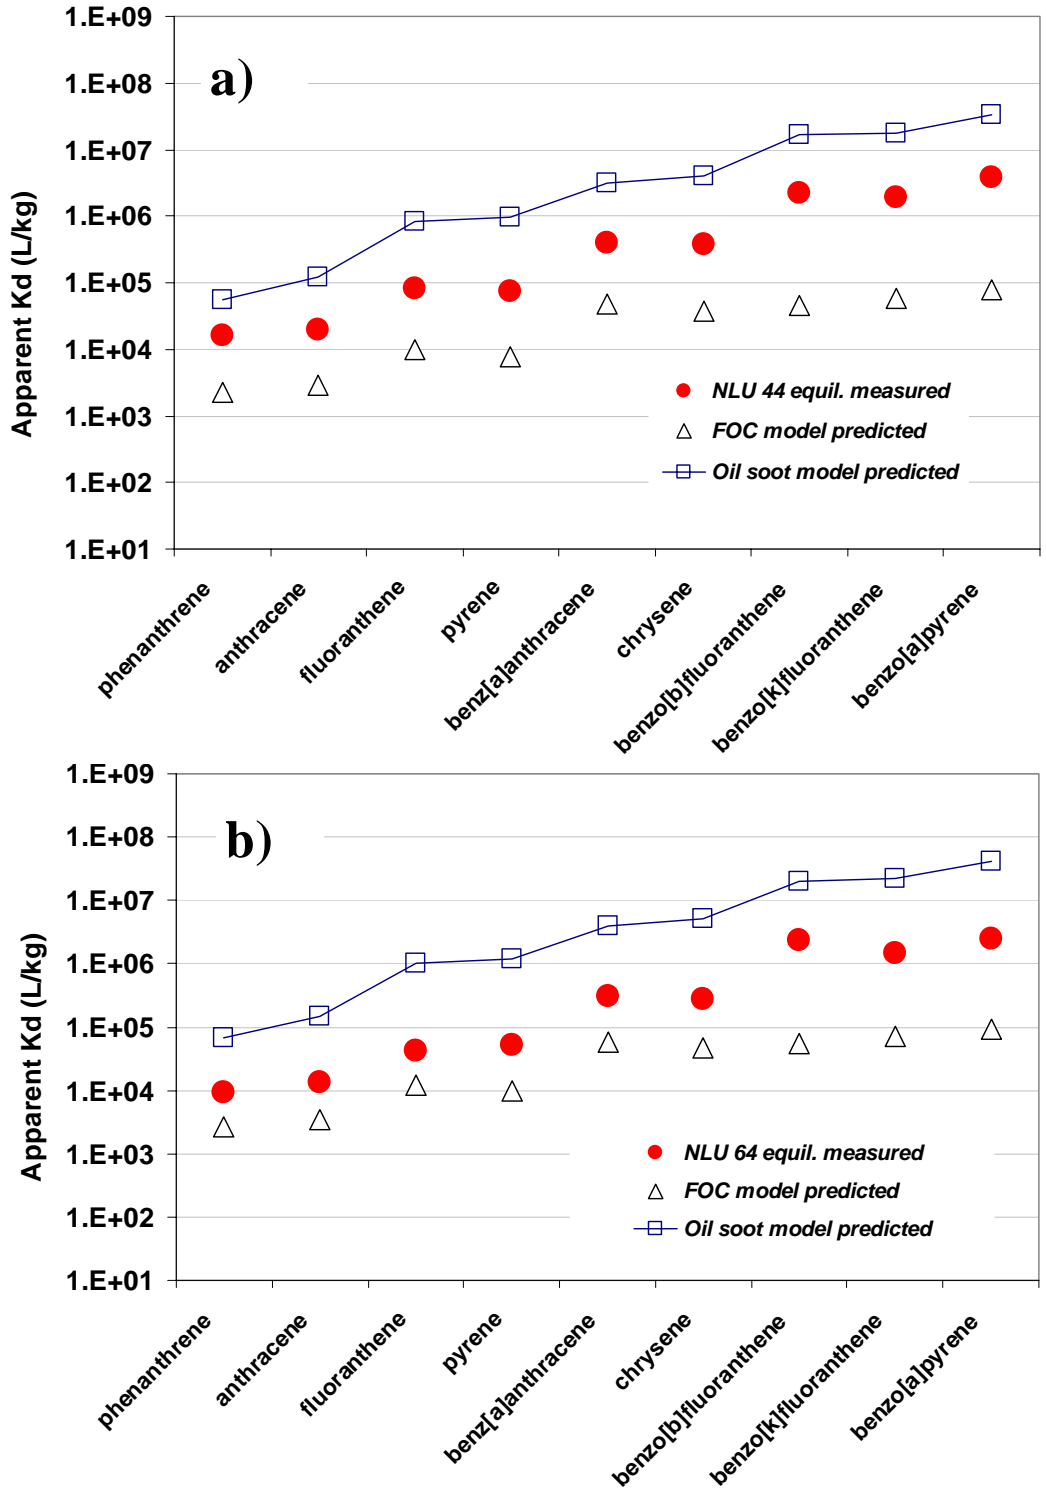 1.E+09
1.E+08
1.E+07
1.E+06
1.E+05
1.E+04
1.E+03
1.E+02
1.E+01
Apparent Kd (L/kg)
a)
NLU 44 equil. measured
FOC model predicted
Oil soot model predicted
phenanthrene
anthracene
fluoranthene
pyrene
benz[a]anthracene
chrysene
benzo[b]fluoranthene
benzo[k]fluoranthene
benzo[a]pyrene
1.E+09
1.E+08
1.E+07
1.E+06
1.E+05
1.E+04
1.E+03
1.E+02
1.E+01
Apparent Kd (L/kg)
b)
NLU 64 equil. measured
FOC model predicted
Oil soot model predicted
phenanthrene
anthracene
fluoranthene
pyrene
benz[a]anthracene
chrysene
benzo[b]fluoranthene
benzo[k]fluoranthene
benzo[a]pyrene